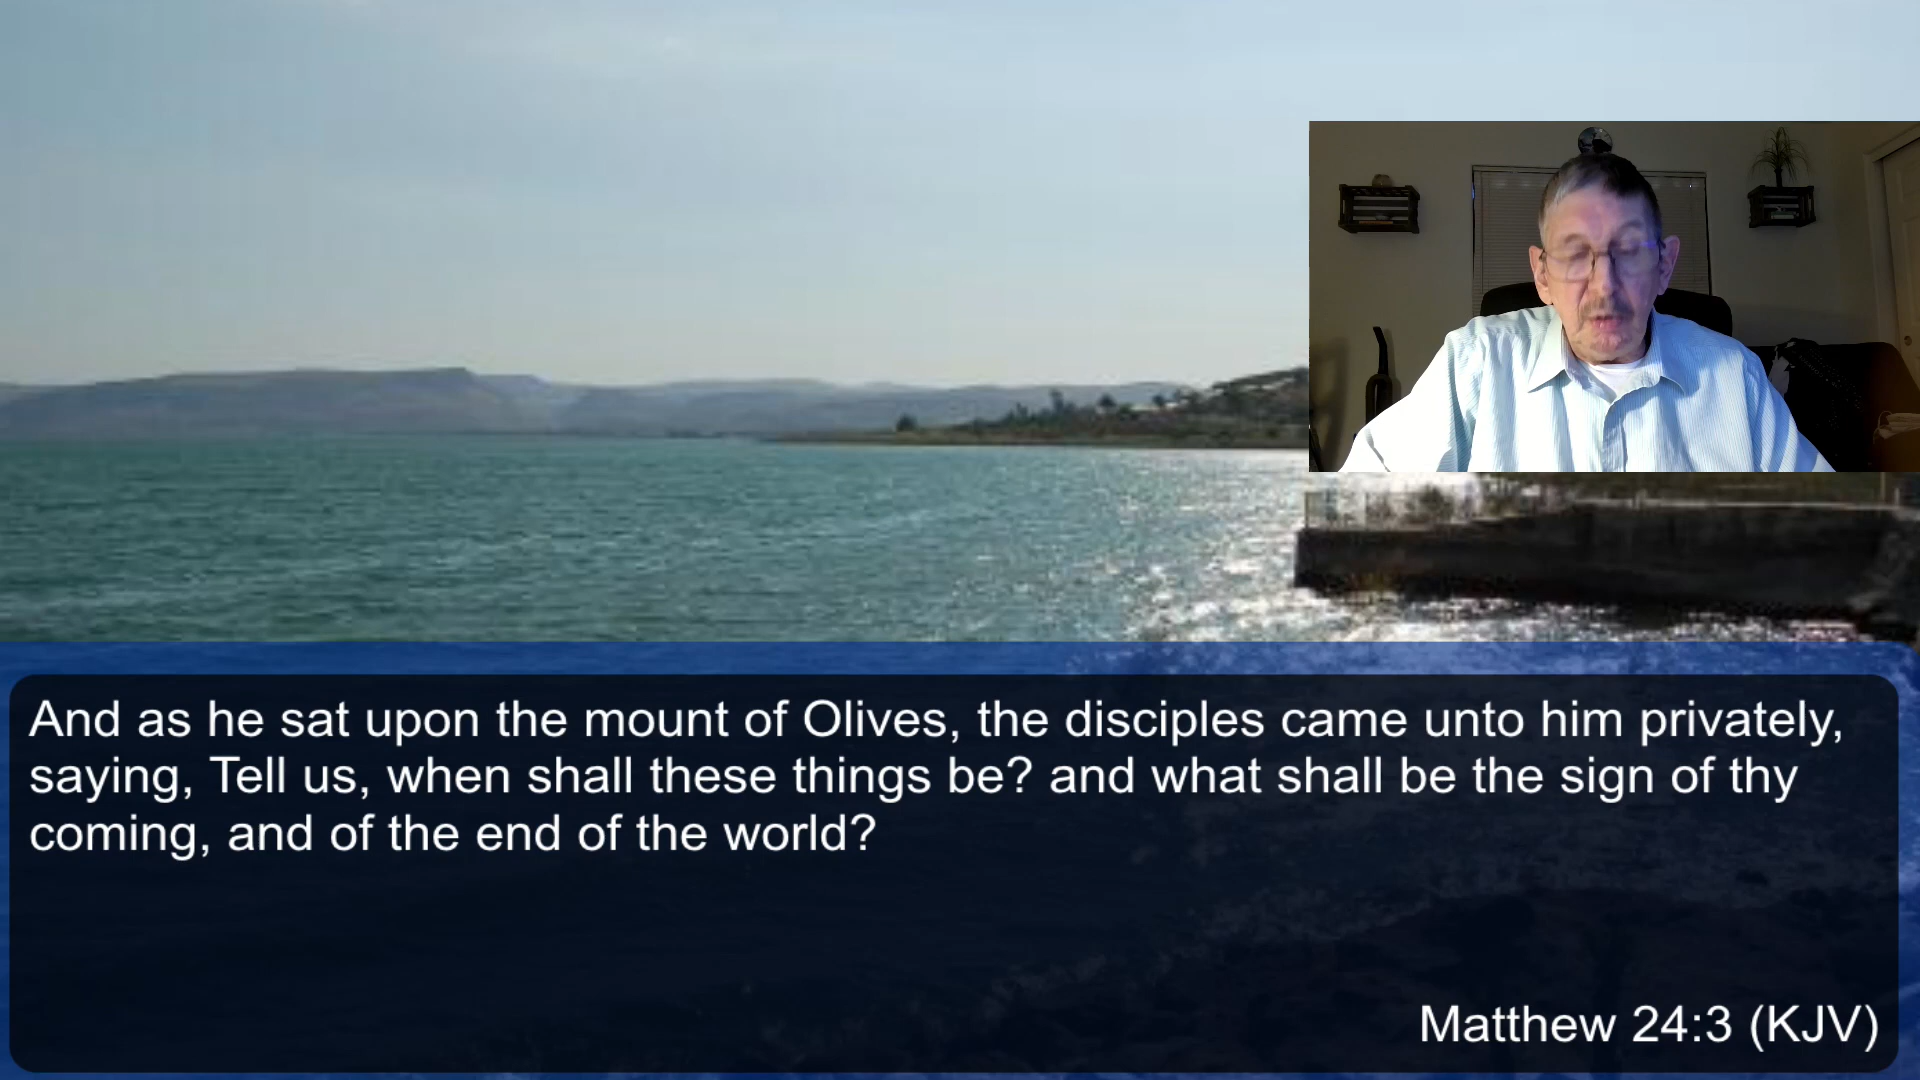 And as he sat upon the mount of Olives, the disciples came unto him privately,
saying, Tell us, when shall these things be? and what shall be the sign of thy
coming, and of the end of the world?
Matthew 24:3 (KJV)